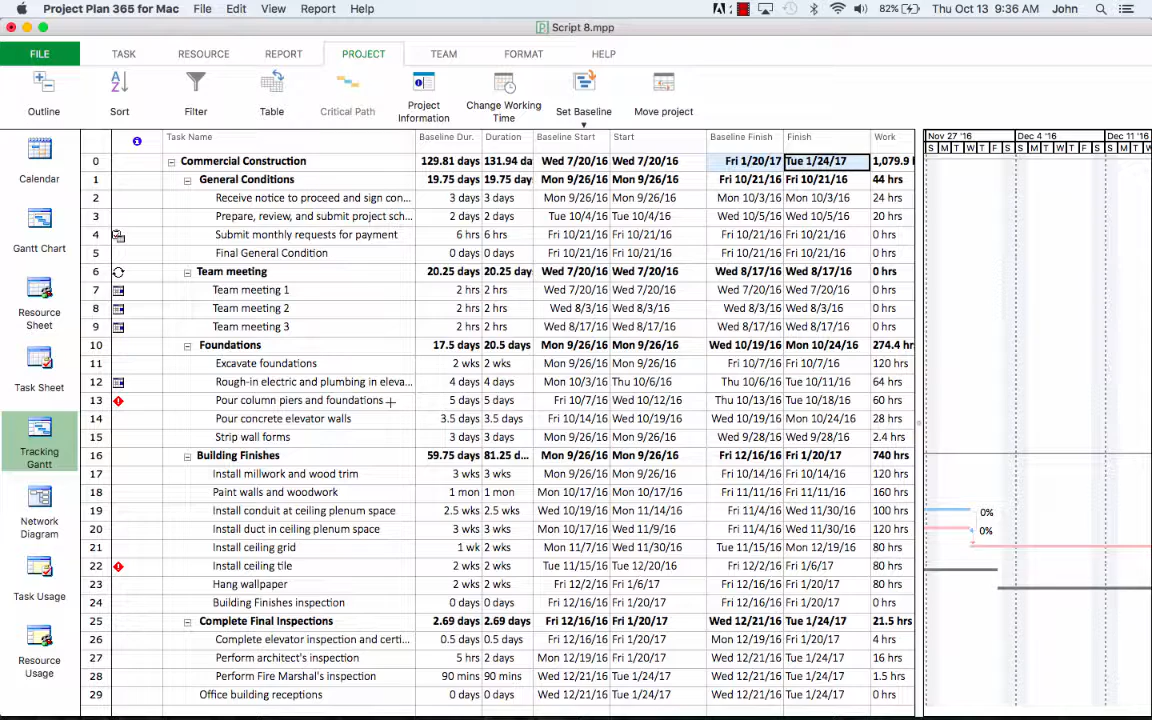 Project Plan 365 for Mac File Edit View Report Help 82% Thu Oct 13 9:36 AM John
Script 8.mpp
FILE TASK RESOURCE REPORT PROJECT TEAM FORMAT HELP
Outline Sort Filter Table Critical Path Project Information Change Working Time Set Baseline Move project
Calendar
Gantt Chart
Resource Sheet
Task Sheet
Tracking Gantt
Network Diagram
Task Usage
Resource Usage
Task Name Baseline Dur. Duration Baseline Start Start Baseline Finish Finish Work
0 Commercial Construction 129.81 days 131.94 da Wed 7/20/16 Wed 7/20/16 Fri 1/20/17 Tue 1/24/17 1,079.9 l
1 General Conditions 19.75 days 19.75 day Mon 9/26/16 Mon 9/26/16 Fri 10/21/16 Fri 10/21/16 44 hrs
2 Receive notice to proceed and sign con... 3 days 3 days Mon 9/26/16 Mon 9/26/16 Mon 10/3/16 Mon 10/3/16 24 hrs
3 Prepare, review, and submit project sch... 2 days 2 days Tue 10/4/16 Tue 10/4/16 Wed 10/5/16 Wed 10/5/16 20 hrs
4 Submit monthly requests for payment 6 hrs 6 hrs Fri 10/21/16 Fri 10/21/16 Fri 10/21/16 Fri 10/21/16 0 hrs
5 Final General Condition 0 days 0 days Fri 10/21/16 Fri 10/21/16 Fri 10/21/16 Fri 10/21/16 0 hrs
6 Team meeting 20.25 days 20.25 day Wed 7/20/16 Wed 7/20/16 Wed 8/17/16 Wed 8/17/16 0 hrs
7 Team meeting 1 2 hrs 2 hrs Wed 7/20/16 Wed 7/20/16 Wed 7/20/16 Wed 7/20/16 0 hrs
8 Team meeting 2 2 hrs 2 hrs Wed 8/3/16 Wed 8/3/16 Wed 8/3/16 Wed 8/3/16 0 hrs
9 Team meeting 3 2 hrs 2 hrs Wed 8/17/16 Wed 8/17/16 Wed 8/17/16 Wed 8/17/16 0 hrs
10 Foundations 17.5 days 20.5 days Mon 9/26/16 Mon 9/26/16 Wed 10/19/16 Mon 10/24/16 274.4 hr
11 Excavate foundations 2 wks 2 wks Mon 9/26/16 Mon 9/26/16 Fri 10/7/16 Fri 10/7/16 120 hrs
12 Rough-in electric and plumbing in eleva... 4 days 4 days Mon 10/3/16 Thu 10/6/16 Thu 10/6/16 Tue 10/11/16 64 hrs
13 Pour column piers and foundations 5 days 5 days Fri 10/7/16 Wed 10/12/16 Thu 10/13/16 Tue 10/18/16 60 hrs
14 Pour concrete elevator walls 3.5 days 3.5 days Fri 10/14/16 Wed 10/19/16 Wed 10/19/16 Mon 10/24/16 28 hrs
15 Strip wall forms 3 days 3 days Mon 9/26/16 Mon 9/26/16 Wed 9/28/16 Wed 9/28/16 2.4 hrs
16 Building Finishes 59.75 days 81.25 d... Mon 9/26/16 Mon 9/26/16 Fri 12/16/16 Fri 1/20/17 740 hrs
17 Install millwork and wood trim 3 wks 3 wks Mon 9/26/16 Mon 9/26/16 Fri 10/14/16 Fri 10/14/16 120 hrs
18 Paint walls and woodwork 1 mon 1 mon Mon 10/17/16 Mon 10/17/16 Fri 11/11/16 Fri 11/11/16 160 hrs
19 Install conduit at ceiling plenum space 2.5 wks 2.5 wks Wed 10/19/16 Mon 11/14/16 Fri 11/4/16 Wed 11/30/16 100 hrs
20 Install duct in ceiling plenum space 3 wks 3 wks Mon 10/17/16 Wed 11/9/16 Fri 11/4/16 Wed 11/30/16 120 hrs
21 Install ceiling grid 1 wk 2 wks Mon 11/7/16 Wed 11/30/16 Tue 11/15/16 Mon 12/19/16 80 hrs
22 Install ceiling tile 2 wks 2 wks Tue 11/15/16 Tue 12/20/16 Fri 12/2/16 Fri 1/6/17 80 hrs
23 Hang wallpaper 2 wks 2 wks Fri 12/2/16 Fri 1/6/17 Fri 12/16/16 Fri 1/20/17 80 hrs
24 Building Finishes inspection 0 days 0 days Fri 12/16/16 Fri 1/20/17 Fri 12/16/16 Fri 1/20/17 0 hrs
25 Complete Final Inspections 2.69 days 2.69 days Fri 12/16/16 Fri 1/20/17 Wed 12/21/16 Tue 1/24/17 21.5 hrs
26 Complete elevator inspection and certi... 0.5 days 0.5 days Fri 12/16/16 Fri 1/20/17 Mon 12/19/16 Fri 1/20/17 4 hrs
27 Perform architect's inspection 5 hrs 2 days Mon 12/19/16 Fri 1/20/17 Wed 12/21/16 Tue 1/24/17 16 hrs
28 Perform Fire Marshal's inspection 90 mins 90 mins Wed 12/21/16 Tue 1/24/17 Wed 12/21/16 Tue 1/24/17 1.5 hrs
29 Office building receptions 0 days 0 days Wed 12/21/16 Tue 1/24/17 Wed 12/21/16 Tue 1/24/17 0 hrs
Nov 27 '16 Dec 4 '16 Dec 11 '16
S M T W T F S S M T W T F S S M T W
0%
0%